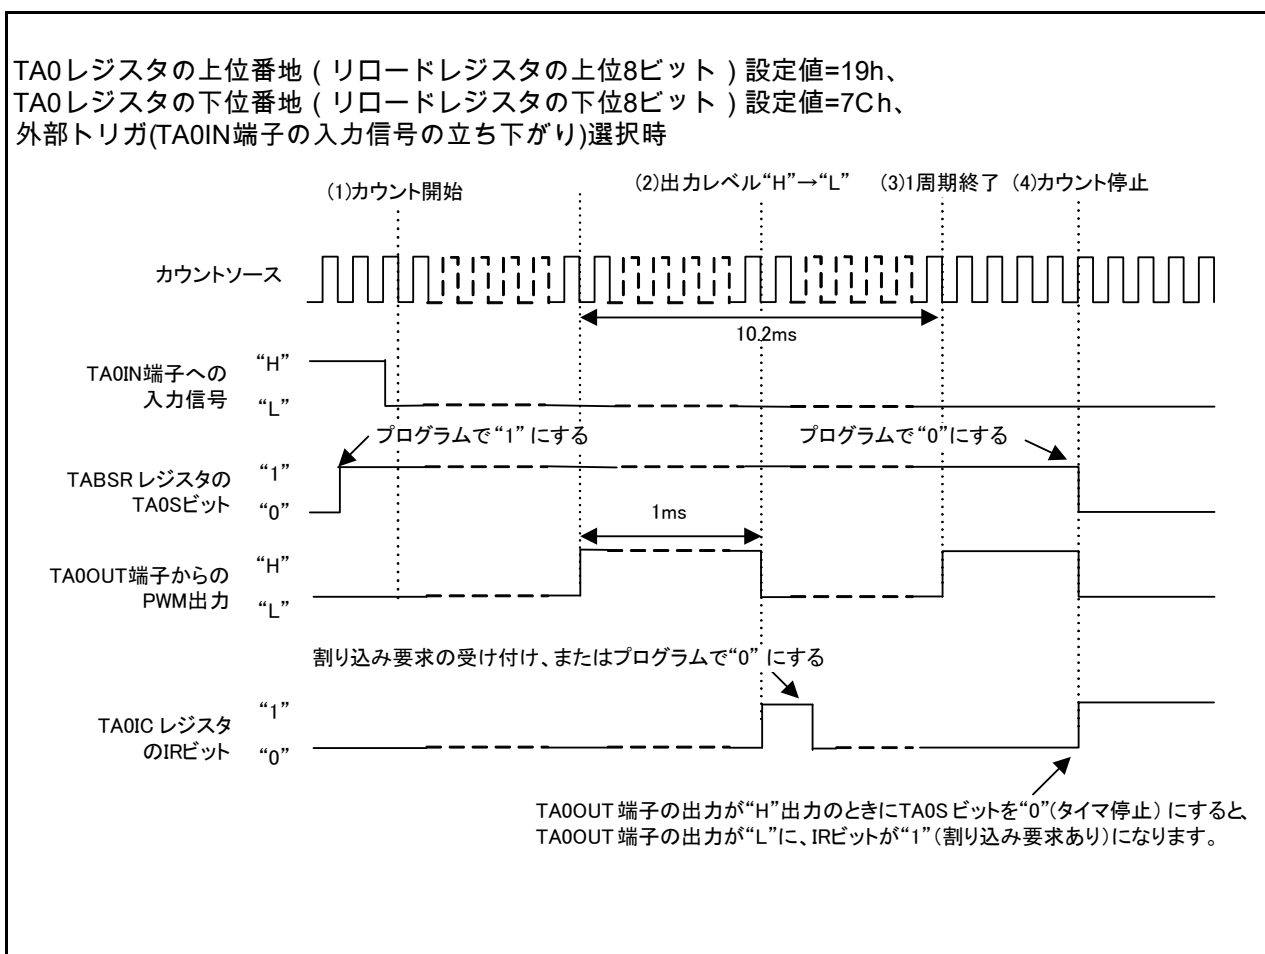 TA0レジスタの上位番地（リロードレジスタの上位8ビット）設定値=19h、
TA0レジスタの下位番地（リロードレジスタの下位8ビット）設定値=7Ch、
外部トリガ(TA0IN端子の入力信号の立ち下がり)選択時
(1)カウント開始
(2)出力レベル“H”→“L”
(3)1周期終了
(4)カウント停止
カウントソース
10.2ms
TA0IN端子への
入力信号
“H”
“L”
プログラムで“1”にする
プログラムで“0”にする
TABSRレジスタの
TA0Sビット
“1”
“0”
1ms
TA0OUT端子からの
PWM出力
“H”
“L”
割り込み要求の受け付け、またはプログラムで“0”にする
TA0ICレジスタ
のIRビット
“1”
“0”
TA0OUT端子の出力が“H”出力のときにTA0Sビットを“0”(タイマ停止)にすると、
TA0OUT端子の出力が“L”に、IRビットが“1”(割り込み要求あり)になります。